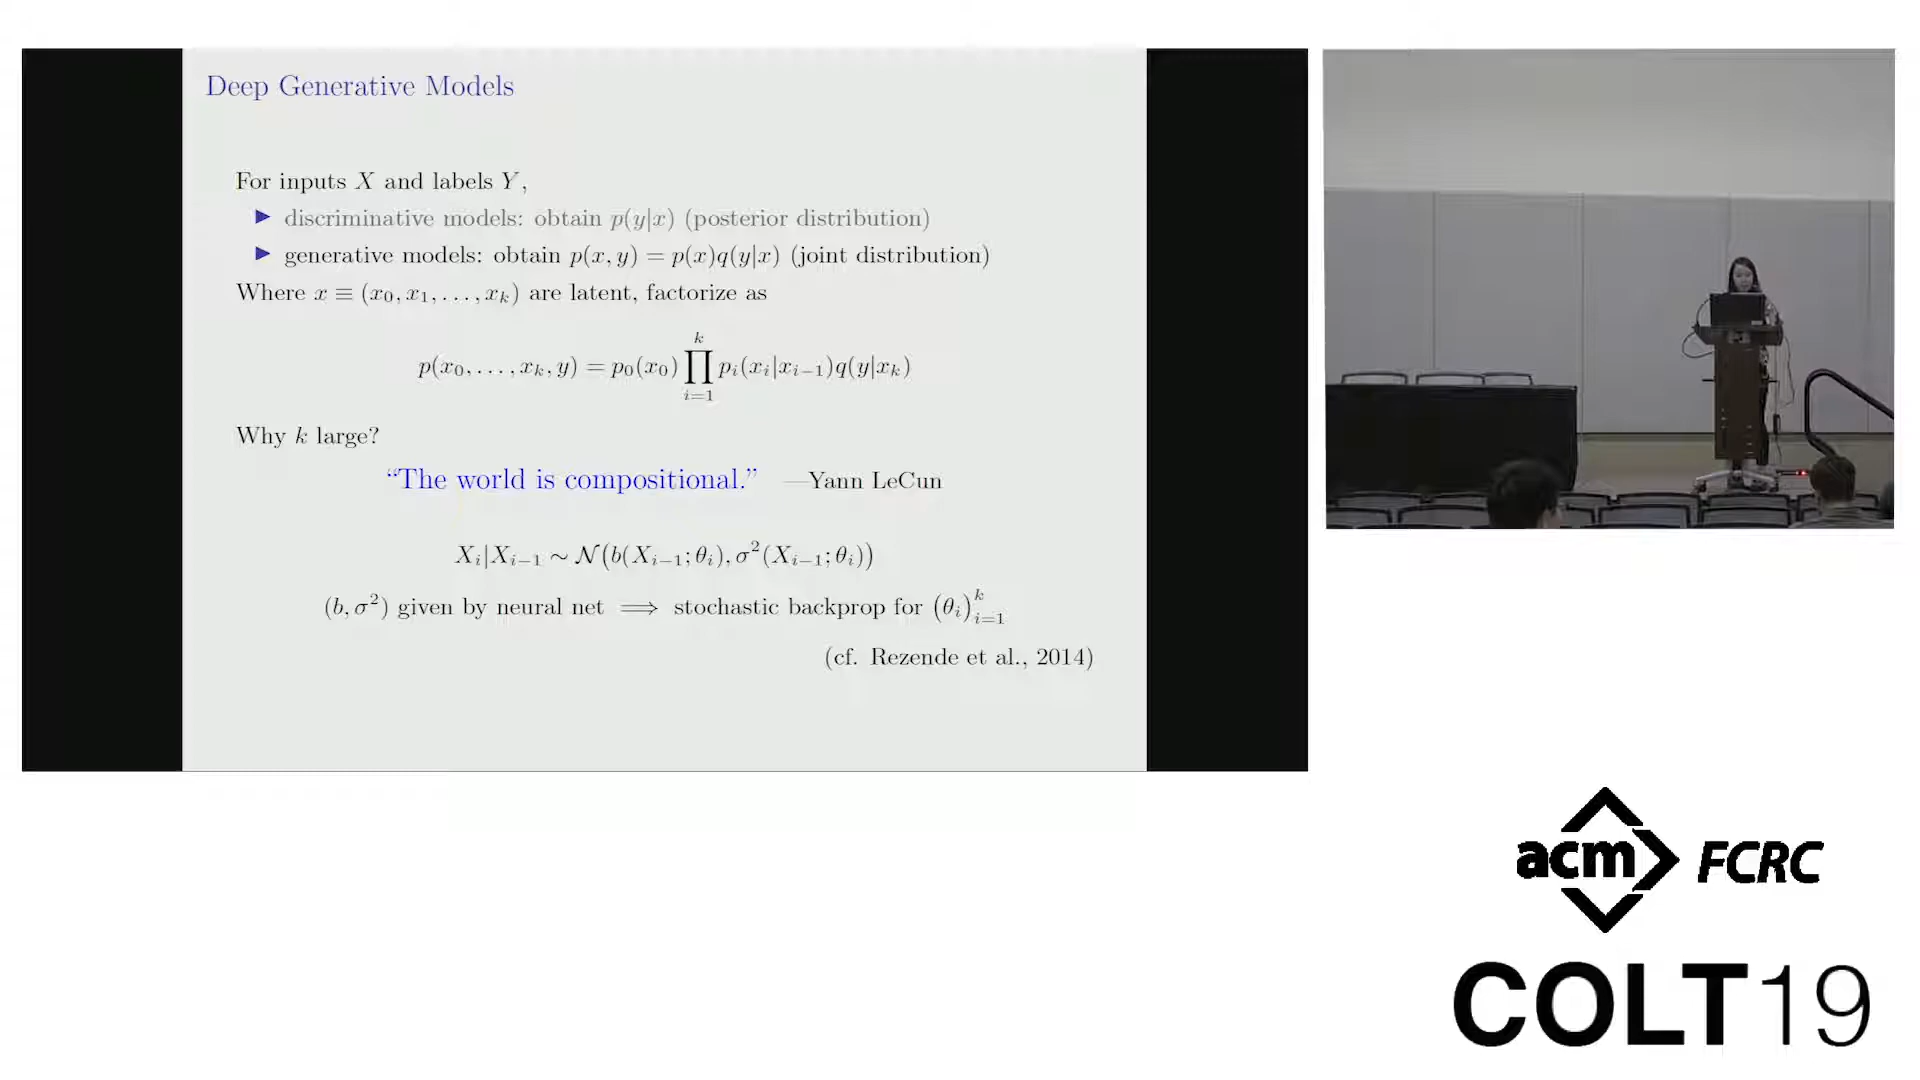 Deep Generative Models
For inputs X and labels Y,
▶ discriminative models: obtain p(y|x) (posterior distribution)
▶ generative models: obtain p(x, y) = p(x)q(y|x) (joint distribution)
Where x ≡ (x₀, x₁, . . . , xₖ) are latent, factorize as
p(x₀, . . . , xₖ, y) = p₀(x₀) ∏ᵢ₌₁ᵏ pᵢ(xᵢ|xᵢ₋₁)q(y|xₖ)
Why k large?
“The world is compositional.” —Yann LeCun
Xᵢ|Xᵢ₋₁ ∼ 𝒩(b(Xᵢ₋₁; θᵢ), σ²(Xᵢ₋₁; θᵢ))
(b, σ²) given by neural net ⟹ stochastic backprop for (θᵢ)ᵢ₌₁ᵏ
(cf. Rezende et al., 2014)
acm FCRC
COLT19